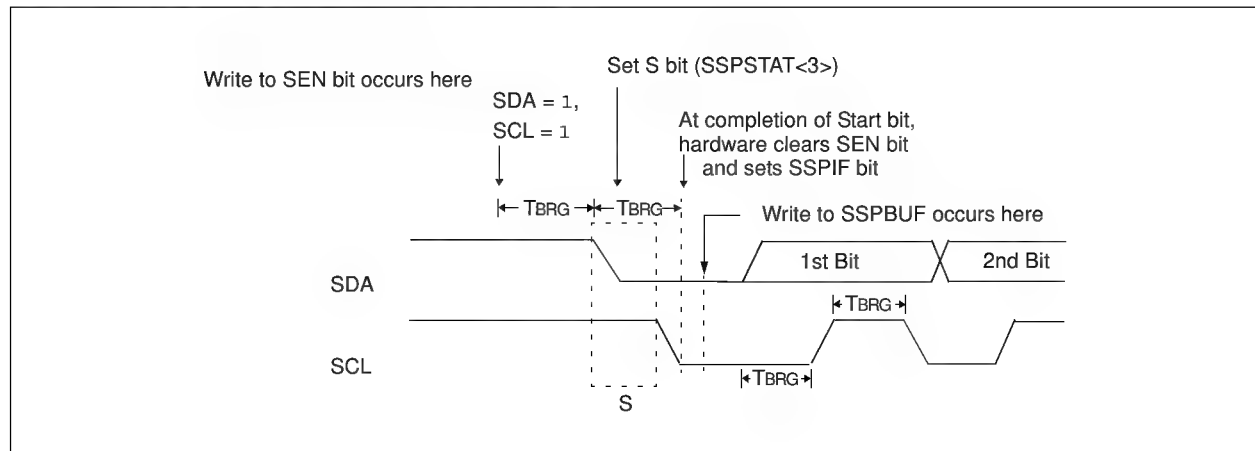 Write to SEN bit occurs here
Set S bit (SSPSTAT<3>)
SDA = 1,
SCL = 1
At completion of Start bit,
hardware clears SEN bit
and sets SSPIF bit
TBRG
TBRG
Write to SSPBUF occurs here
SDA
1st Bit
2nd Bit
TBRG
SCL
TBRG
S